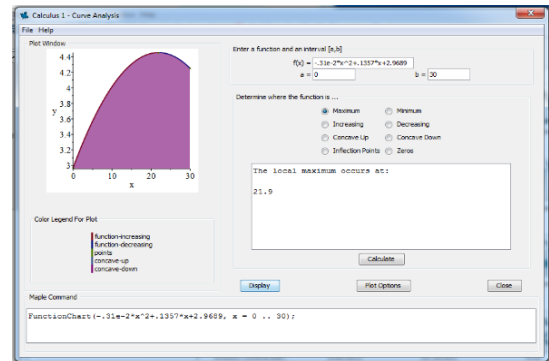 Calculus 1 - Curve Analysis
File Help
Plot Window
4.4
4.2
4
3.8
3.6
3.4
3.2
3
y
0 10 20 30
x
Color Legend For Plot
function-increasing
function-decreasing
points
concave-up
concave-down
Enter a function and an interval [a,b]
f(x) = -.31e-2*x^2+.1357*x+2.9689
a = 0 b = 30
Determine where the function is ...
Maximum Minimum
Increasing Decreasing
Concave Up Concave Down
Inflection Points Zeros
The local maximum occurs at:
21.9
Calculate
Display Plot Options Close
Maple Command
FunctionChart(-.31e-2*x^2+.1357*x+2.9689, x = 0 .. 30);